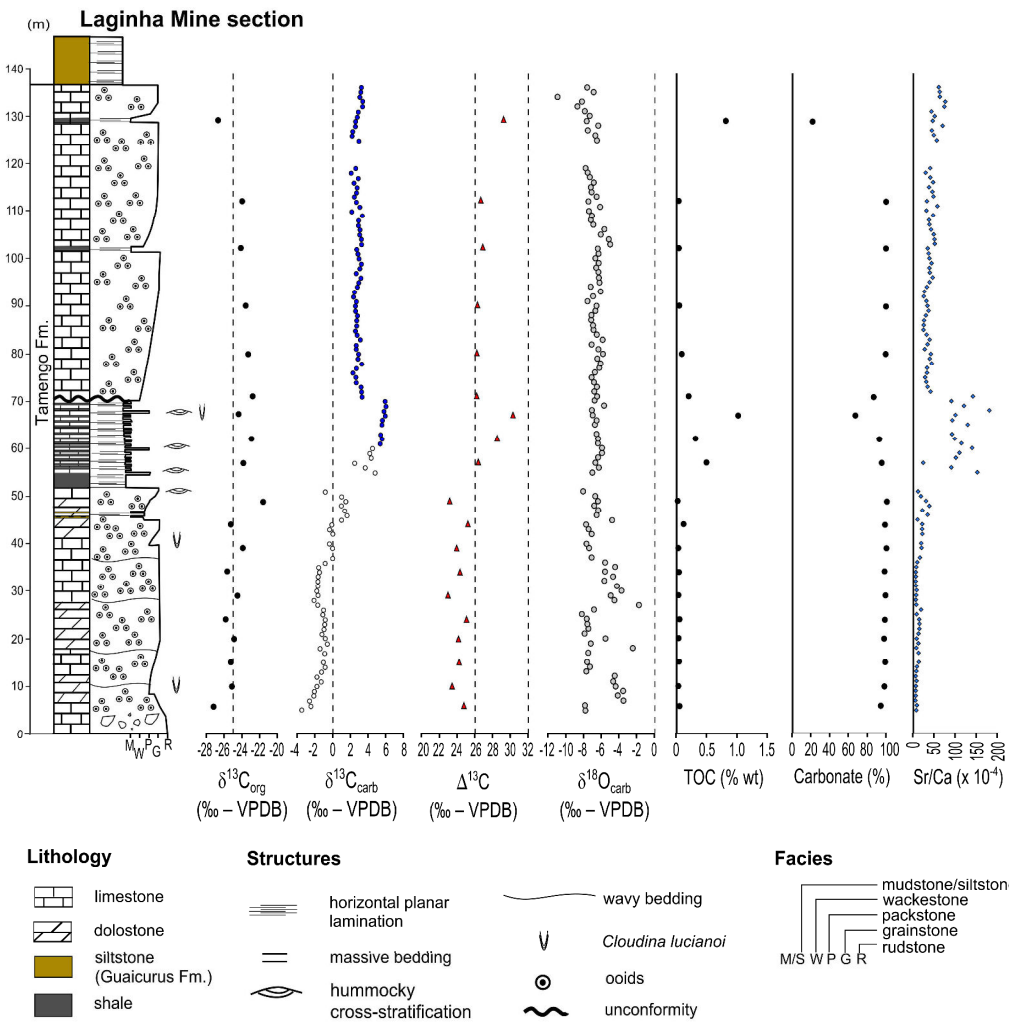 Laginha Mine section
(m)
140
130
120
110
100
90
80
70
60
50
40
30
20
10
0
Tamengo Fm.
M W P G R
-28 -26 -24 -22 -20
δ¹³C_org
(‰ – VPDB)
-4 -2 0 2 4 6 8
δ¹³C_carb
(‰ – VPDB)
20 22 24 26 28 30 32
Δ¹³C
(‰ – VPDB)
-12 -8 -6 -4 -2 0
δ¹⁸O_carb
(‰ – VPDB)
0 0.5 1.0 1.5
TOC (% wt)
0 20 40 60 80 100
Carbonate (%)
0 50 100 150 200
Sr/Ca (x 10⁻⁴)
Lithology
limestone
dolostone
siltstone
(Guaicurus Fm.)
shale
Structures
horizontal planar
lamination
massive bedding
hummocky
cross-stratification
wavy bedding
Cloudina lucianoi
ooids
unconformity
Facies
mudstone/siltstone
wackestone
packstone
grainstone
rudstone
M/S W P G R